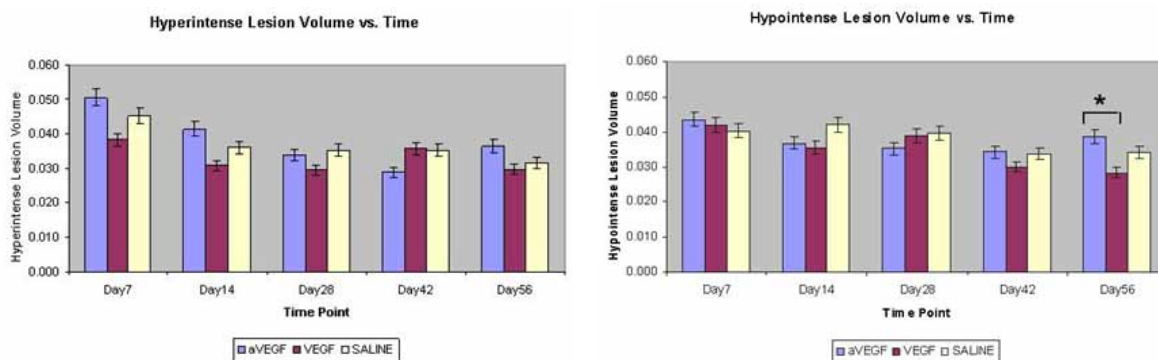 Hyperintense Lesion Volume vs. Time
Hyperintense Lesion Volume
0.060
0.050
0.040
0.030
0.020
0.010
0.000
Day7 Day14 Day28 Day42 Day56
Time Point
aVEGF VEGF SALINE
Hypointense Lesion Volume vs. Time
Hypointense Lesion Volume
0.060
0.050
0.040
0.030
0.020
0.010
0.000
*
Day7 Day14 Day28 Day42 Day56
Time Point
aVEGF VEGF SALINE